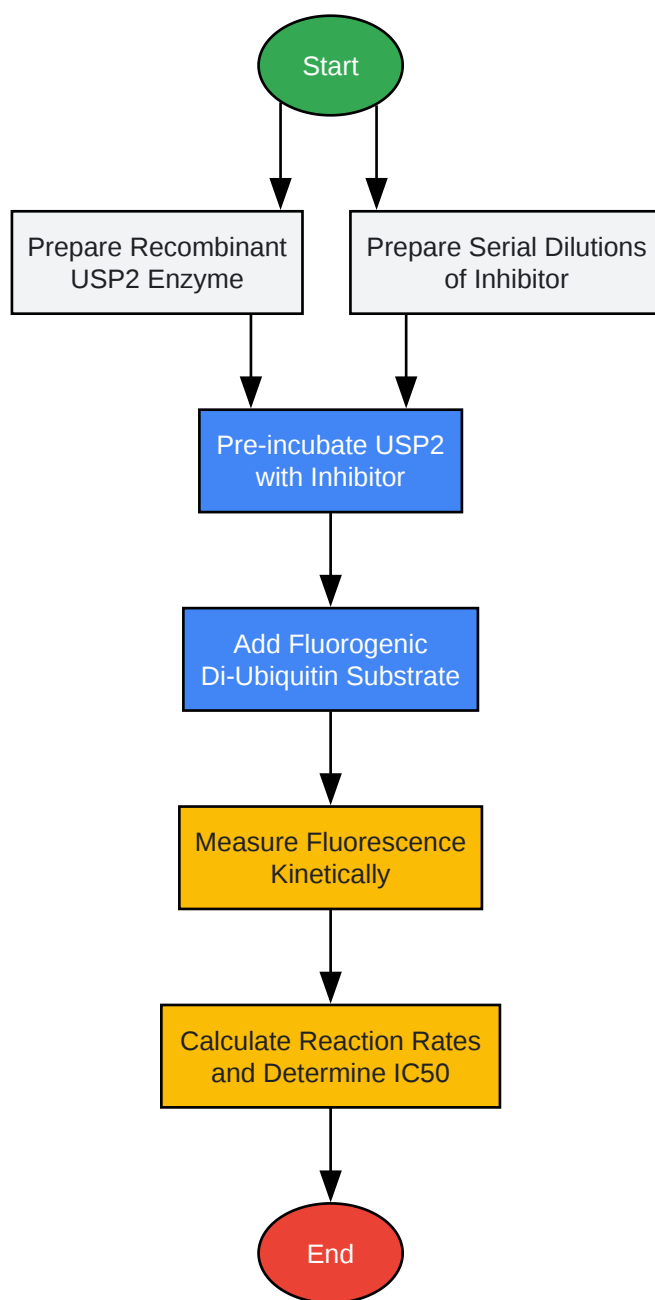 Start
Prepare Recombinant
USP2 Enzyme
Prepare Serial Dilutions
of Inhibitor
Pre-incubate USP2
with Inhibitor
Add Fluorogenic
Di-Ubiquitin Substrate
Measure Fluorescence
Kinetically
Calculate Reaction Rates
and Determine IC50
End